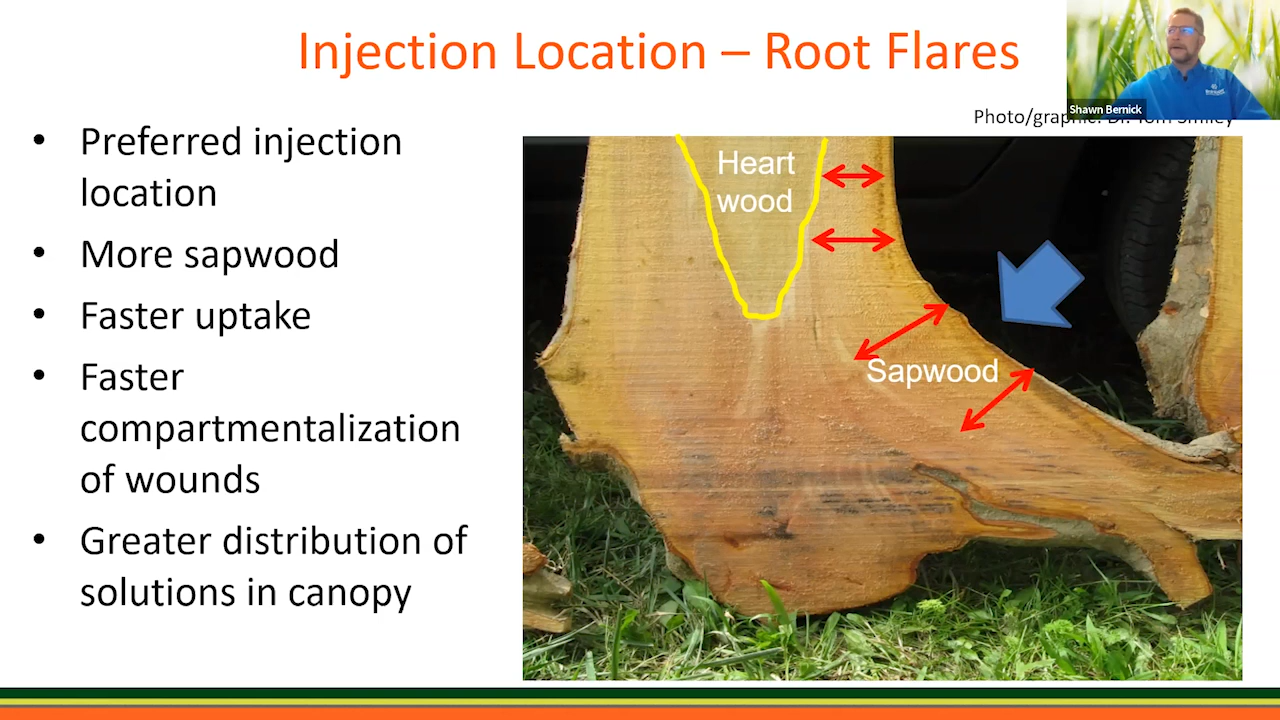 Injection Location – Root Flares
Shawn Bernick
Photo/graphic: Dr. Tom Smiley
• Preferred injection
location
• More sapwood
• Faster uptake
• Faster
compartmentalization
of wounds
• Greater distribution of
solutions in canopy
Heart
wood
Sapwood